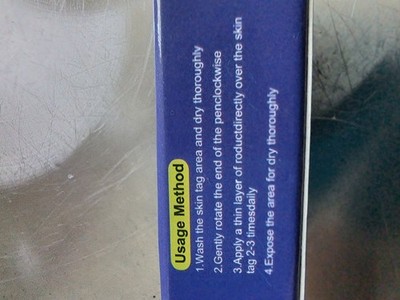 Usage Method
1.Wash the skin tag area and dry thoroughly
2.Gently rotate the end of the penclockwise
3.Apply a thin layer of roductdirectly over the skin
tag 2-3 timesdaily
4.Expose the area for dry thoroughly